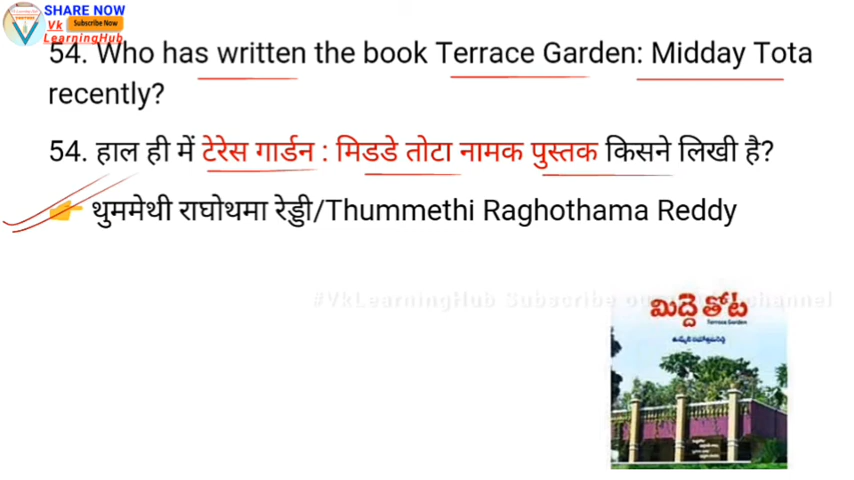 SHARE NOW
Vk
Subscribe Now
LearningHub
54. Who has written the book Terrace Garden: Midday Tota
recently?
54. हाल ही में टेरेस गार्डन : मिडडे तोटा नामक पुस्तक किसने लिखी है?
👉 थुममेथी राघोथमा रेड्डी/Thummethi Raghothama Reddy
#VkLearningHub Subscribe our channel
మిద్దె తోట
Terrace Garden